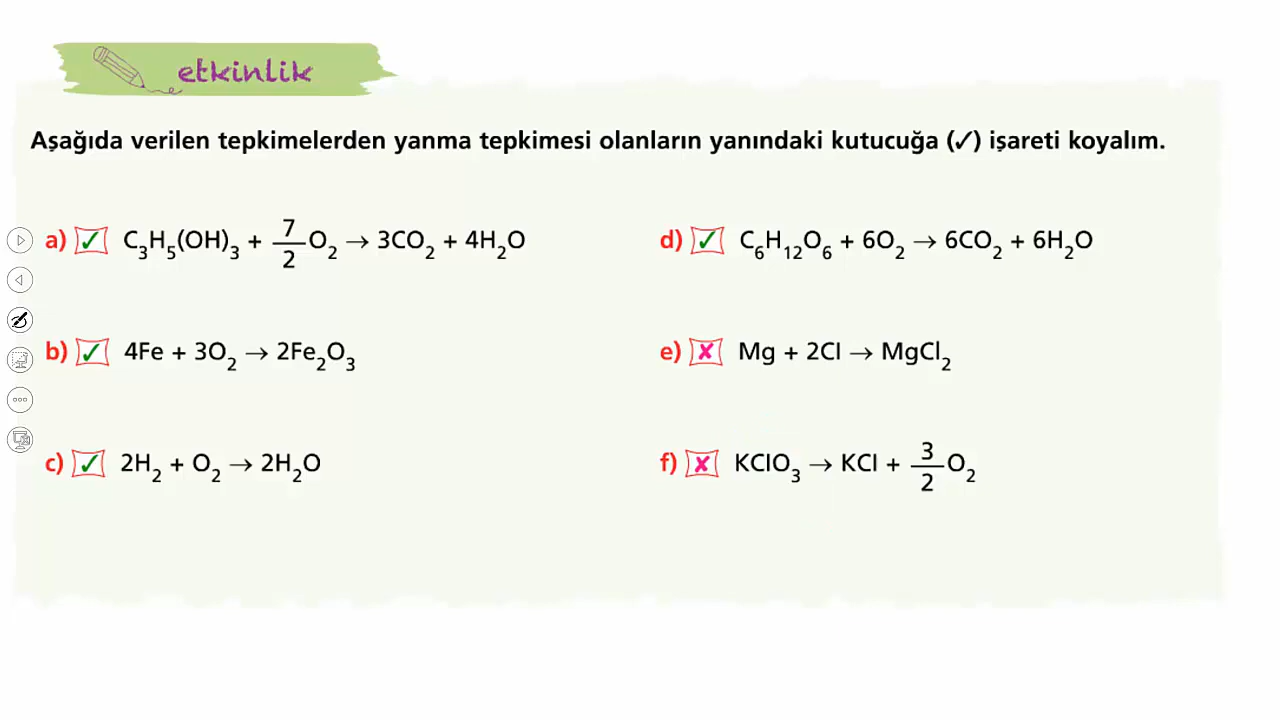 etkinlik
Aşağıda verilen tepkimelerden yanma tepkimesi olanların yanındaki kutucuğa (✓) işareti koyalım.
a) ✓ C₃H₅(OH)₃ + 7/2 O₂ → 3CO₂ + 4H₂O
b) ✓ 4Fe + 3O₂ → 2Fe₂O₃
c) ✓ 2H₂ + O₂ → 2H₂O
d) ✓ C₆H₁₂O₆ + 6O₂ → 6CO₂ + 6H₂O
e) ✘ Mg + 2Cl → MgCl₂
f) ✘ KClO₃ → KCl + 3/2 O₂